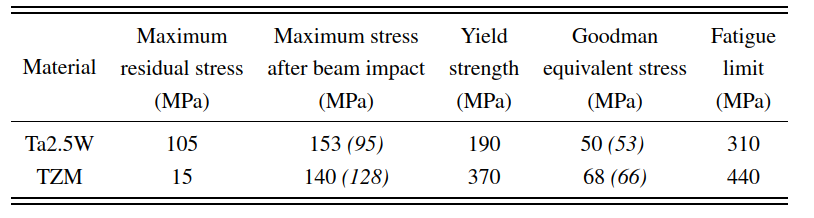 Maximum Maximum stress Yield Goodman Fatigue
Material residual stress after beam impact strength equivalent stress limit
(MPa) (MPa) (MPa) (MPa) (MPa)
Ta2.5W 105 153 (95) 190 50 (53) 310
TZM 15 140 (128) 370 68 (66) 440